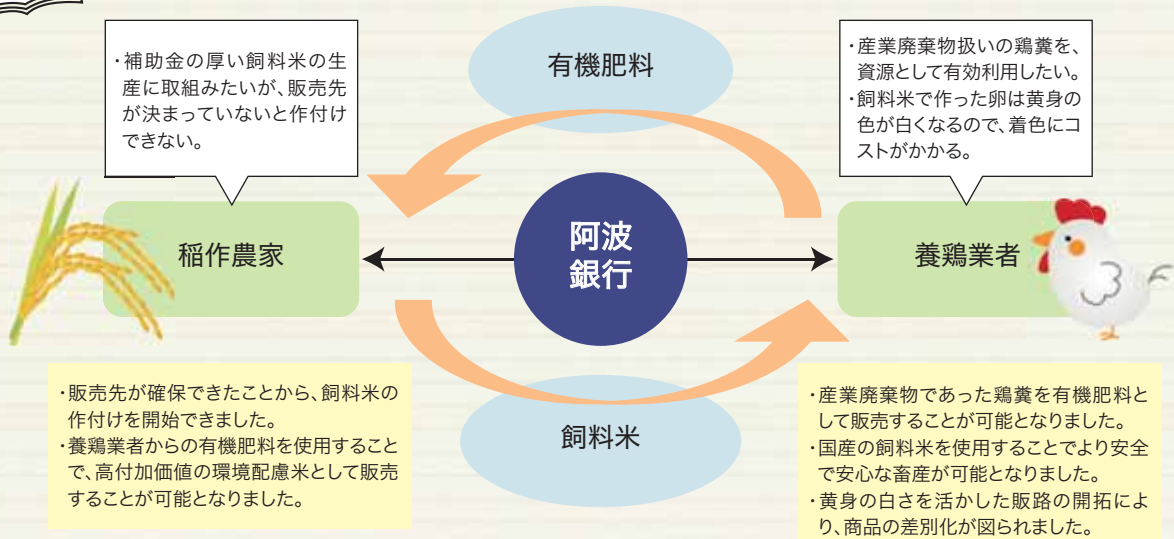 ・補助金の厚い飼料米の生
産に取組みたいが、販売先
が決まっていないと作付け
できない。
有機肥料
・産業廃棄物扱いの鶏糞を、
資源として有効利用したい。
・飼料米で作った卵は黄身の
色が白くなるので、着色にコ
ストがかかる。
稲作農家
阿波
銀行
養鶏業者
・販売先が確保できたことから、飼料米の
作付けを開始できました。
・養鶏業者からの有機肥料を使用すること
で、高付加価値の環境配慮米として販売
することが可能となりました。
飼料米
・産業廃棄物であった鶏糞を有機肥料と
して販売することが可能となりました。
・国産の飼料米を使用することでより安全
で安心な畜産が可能となりました。
・黄身の白さを活かした販路の開拓によ
り、商品の差別化が図られました。